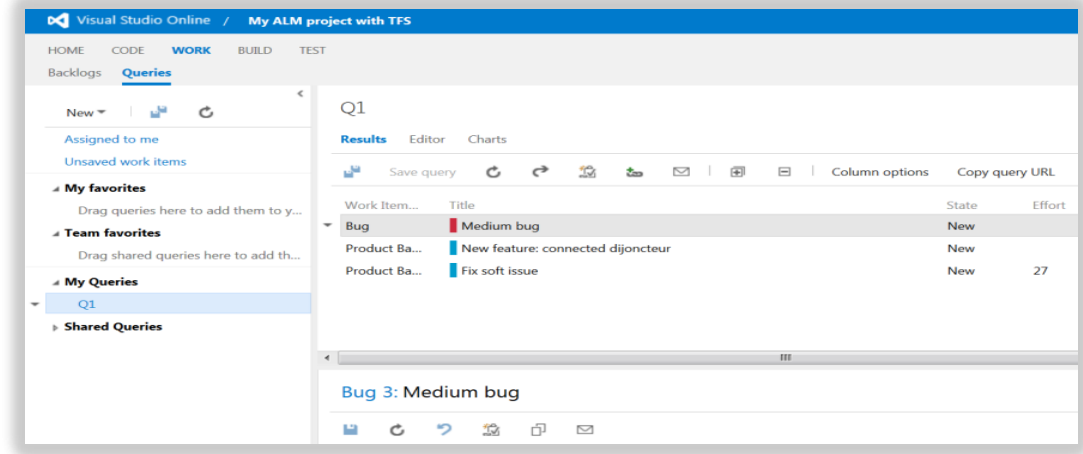 Visual Studio Online / My ALM project with TFS
HOME CODE WORK BUILD TEST
Backlogs Queries
New
Assigned to me
Unsaved work items
My favorites
Drag queries here to add them to y...
Team favorites
Drag shared queries here to add th...
My Queries
Q1
Shared Queries
Q1
Results Editor Charts
Save query Column options Copy query URL
Work Item... Title State Effort
Bug Medium bug New
Product Ba... New feature: connected dijoncteur New
Product Ba... Fix soft issue New 27
Bug 3: Medium bug